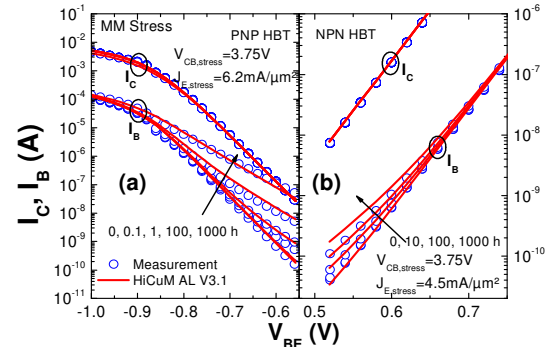 MM Stress
PNP HBT
V_CB,stress=3.75V
J_E,stress=6.2mA/µm²
I_C
I_B
(a)
0, 0.1, 1, 100, 1000 h
Measurement
HiCuM AL V3.1
NPN HBT
I_C
I_B
(b)
0, 10, 100, 1000 h
V_CB,stress=3.75V
J_E,stress=4.5mA/µm²
I_C, I_B (A)
10⁻¹
10⁻²
10⁻³
10⁻⁴
10⁻⁵
10⁻⁶
10⁻⁷
10⁻⁸
10⁻⁹
10⁻¹⁰
10⁻¹¹
10⁻⁶
10⁻⁷
10⁻⁸
10⁻⁹
10⁻¹⁰
-1.0 -0.9 -0.8 -0.7 -0.6 0.5 0.6 0.7
V_BE (V)